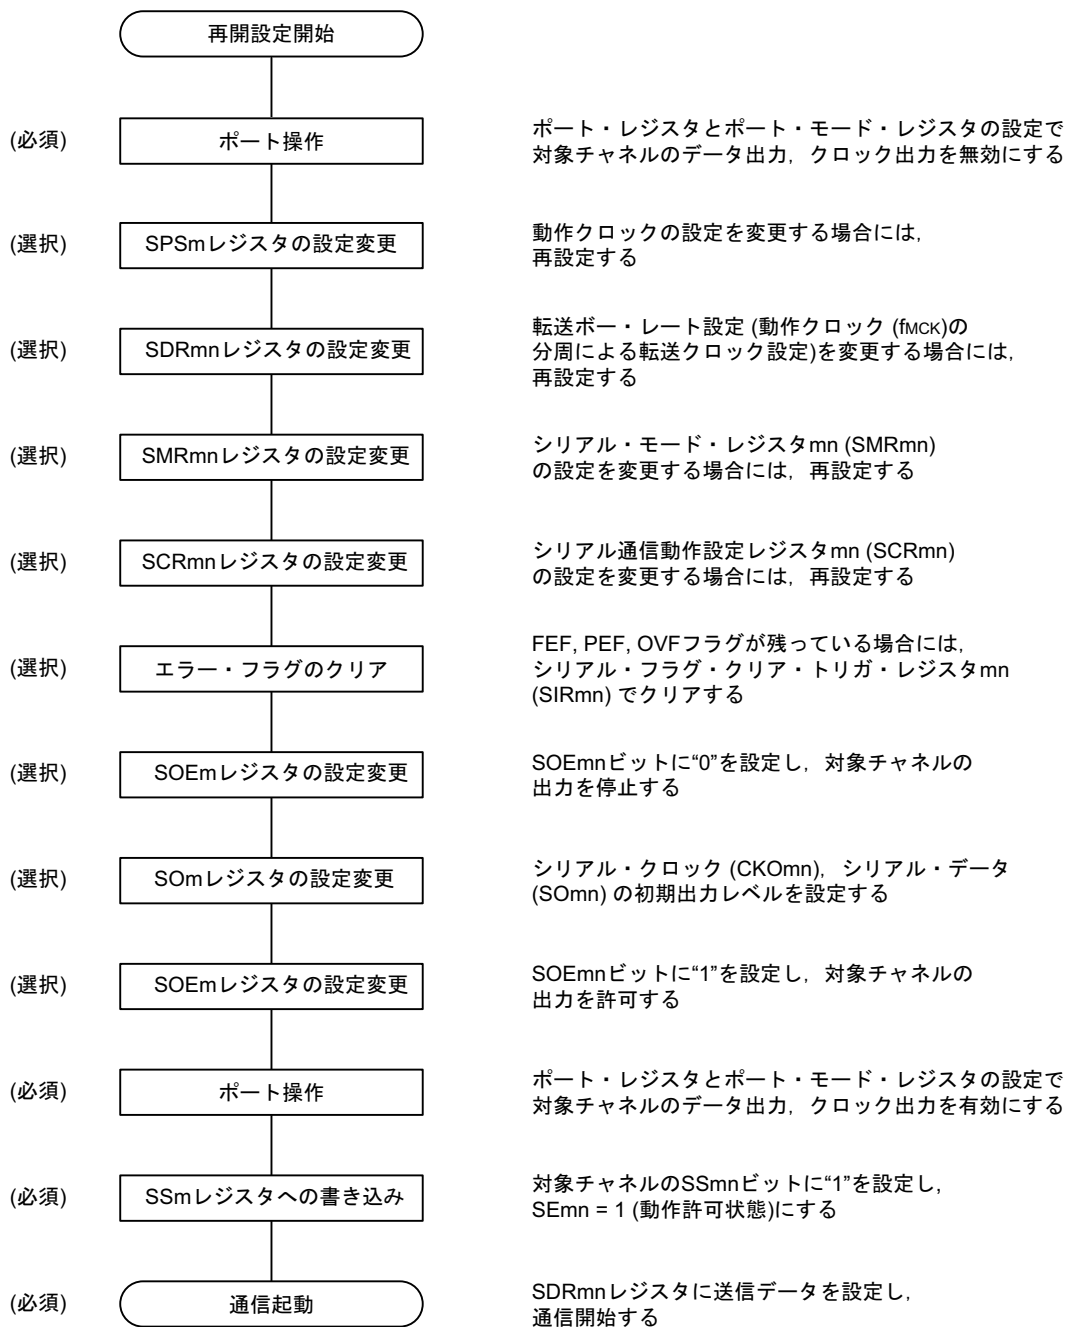 再開設定開始
(必須)
ポート操作
ポート・レジスタとポート・モード・レジスタの設定で
対象チャネルのデータ出力，クロック出力を無効にする
(選択)
SPSmレジスタの設定変更
動作クロックの設定を変更する場合には，
再設定する
(選択)
SDRmnレジスタの設定変更
転送ボー・レート設定 (動作クロック (fMCK)の
分周による転送クロック設定)を変更する場合には，
再設定する
(選択)
SMRmnレジスタの設定変更
シリアル・モード・レジスタmn (SMRmn)
の設定を変更する場合には，再設定する
(選択)
SCRmnレジスタの設定変更
シリアル通信動作設定レジスタmn (SCRmn)
の設定を変更する場合には，再設定する
(選択)
エラー・フラグのクリア
FEF, PEF, OVFフラグが残っている場合には，
シリアル・フラグ・クリア・トリガ・レジスタmn
(SIRmn) でクリアする
(選択)
SOEmレジスタの設定変更
SOEmnビットに“0”を設定し，対象チャネルの
出力を停止する
(選択)
SOmレジスタの設定変更
シリアル・クロック (CKOmn)，シリアル・データ
(SOmn) の初期出力レベルを設定する
(選択)
SOEmレジスタの設定変更
SOEmnビットに“1”を設定し，対象チャネルの
出力を許可する
(必須)
ポート操作
ポート・レジスタとポート・モード・レジスタの設定で
対象チャネルのデータ出力，クロック出力を有効にする
(必須)
SSmレジスタへの書き込み
対象チャネルのSSmnビットに“1”を設定し，
SEmn = 1 (動作許可状態)にする
(必須)
通信起動
SDRmnレジスタに送信データを設定し，
通信開始する